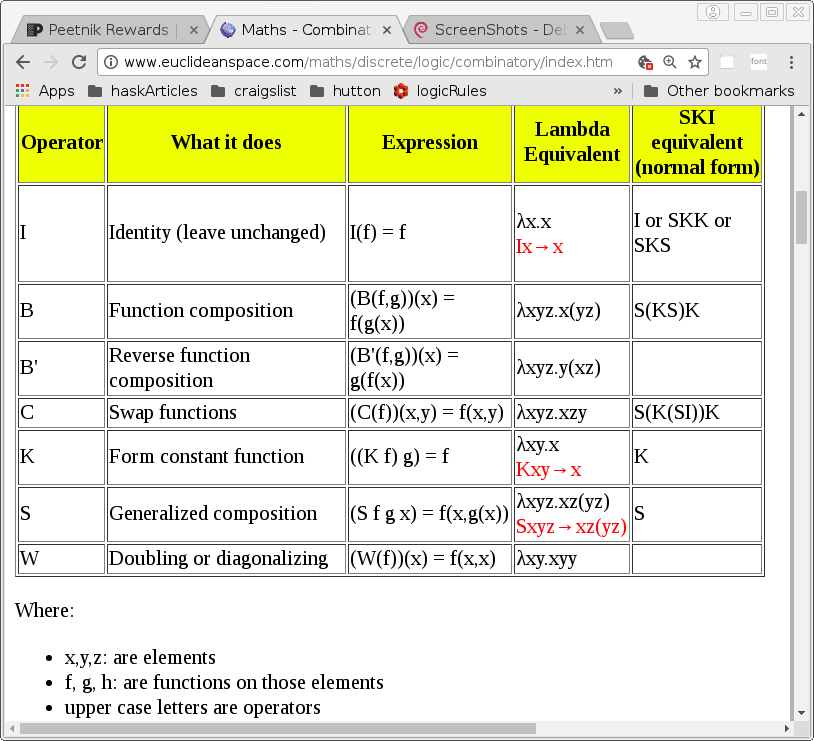 Peetnik Rewards |
Maths - Combinat
ScreenShots - Del
www.euclideanspace.com/maths/discrete/logic/combinatory/index.htm
font
Apps haskArticles craigslist hutton logicRules » Other bookmarks
Operator
What it does
Expression
Lambda
Equivalent
SKI
equivalent
(normal form)
I
Identity (leave unchanged)
I(f) = f
λx.x
Ix→x
I or SKK or
SKS
B
Function composition
(B(f,g))(x) =
f(g(x))
λxyz.x(yz)
S(KS)K
B'
Reverse function
composition
(B'(f,g))(x) =
g(f(x))
λxyz.y(xz)
C
Swap functions
(C(f))(x,y) = f(x,y)
λxyz.xzy
S(K(SI))K
K
Form constant function
((K f) g) = f
λxy.x
Kxy→x
K
S
Generalized composition
(S f g x) = f(x,g(x))
λxyz.xz(yz)
Sxyz→xz(yz)
S
W
Doubling or diagonalizing
(W(f))(x) = f(x,x)
λxy.xyy
Where:
• x,y,z: are elements
• f, g, h: are functions on those elements
• upper case letters are operators